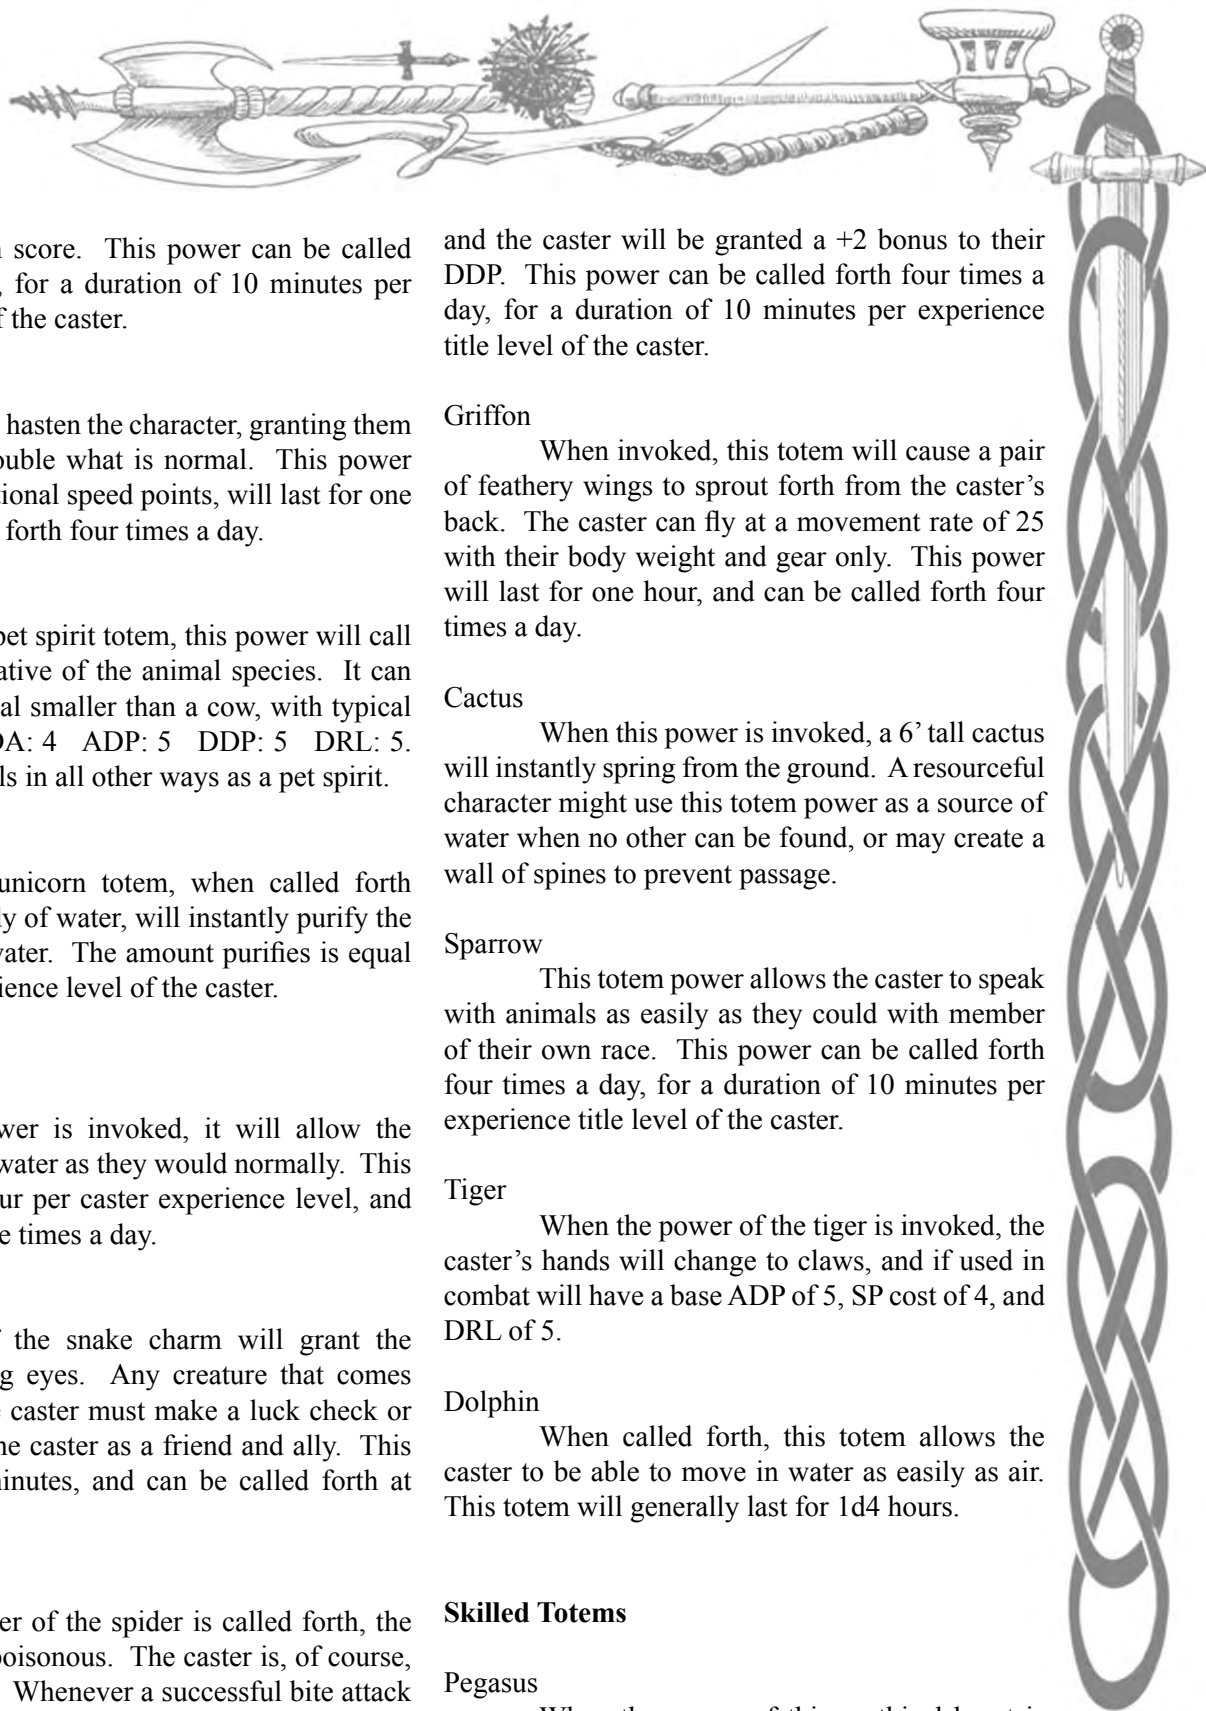 score. This power can be called
, for a duration of 10 minutes per
of the caster.
hasten the character, granting them
ouble what is normal. This power
tional speed points, will last for one
forth four times a day.
pet spirit totem, this power will call
ative of the animal species. It can
al smaller than a cow, with typical
DA: 4 ADP: 5 DDP: 5 DRL: 5.
ls in all other ways as a pet spirit.
unicorn totem, when called forth
ly of water, will instantly purify the
water. The amount purifies is equal
ience level of the caster.
wer is invoked, it will allow the
water as they would normally. This
ur per caster experience level, and
e times a day.
f the snake charm will grant the
g eyes. Any creature that comes
e caster must make a luck check or
he caster as a friend and ally. This
ninutes, and can be called forth at
er of the spider is called forth, the
poisonous. The caster is, of course,
Whenever a successful bite attack
and the caster will be granted a +2 bonus to their
DDP. This power can be called forth four times a
day, for a duration of 10 minutes per experience
title level of the caster.
Griffon
When invoked, this totem will cause a pair
of feathery wings to sprout forth from the caster's
back. The caster can fly at a movement rate of 25
with their body weight and gear only. This power
will last for one hour, and can be called forth four
times a day.
Cactus
When this power is invoked, a 6' tall cactus
will instantly spring from the ground. A resourceful
character might use this totem power as a source of
water when no other can be found, or may create a
wall of spines to prevent passage.
Sparrow
This totem power allows the caster to speak
with animals as easily as they could with member
of their own race. This power can be called forth
four times a day, for a duration of 10 minutes per
experience title level of the caster.
Tiger
When the power of the tiger is invoked, the
caster's hands will change to claws, and if used in
combat will have a base ADP of 5, SP cost of 4, and
DRL of 5.
Dolphin
When called forth, this totem allows the
caster to be able to move in water as easily as air.
This totem will generally last for 1d4 hours.
Skilled Totems
Pegasus